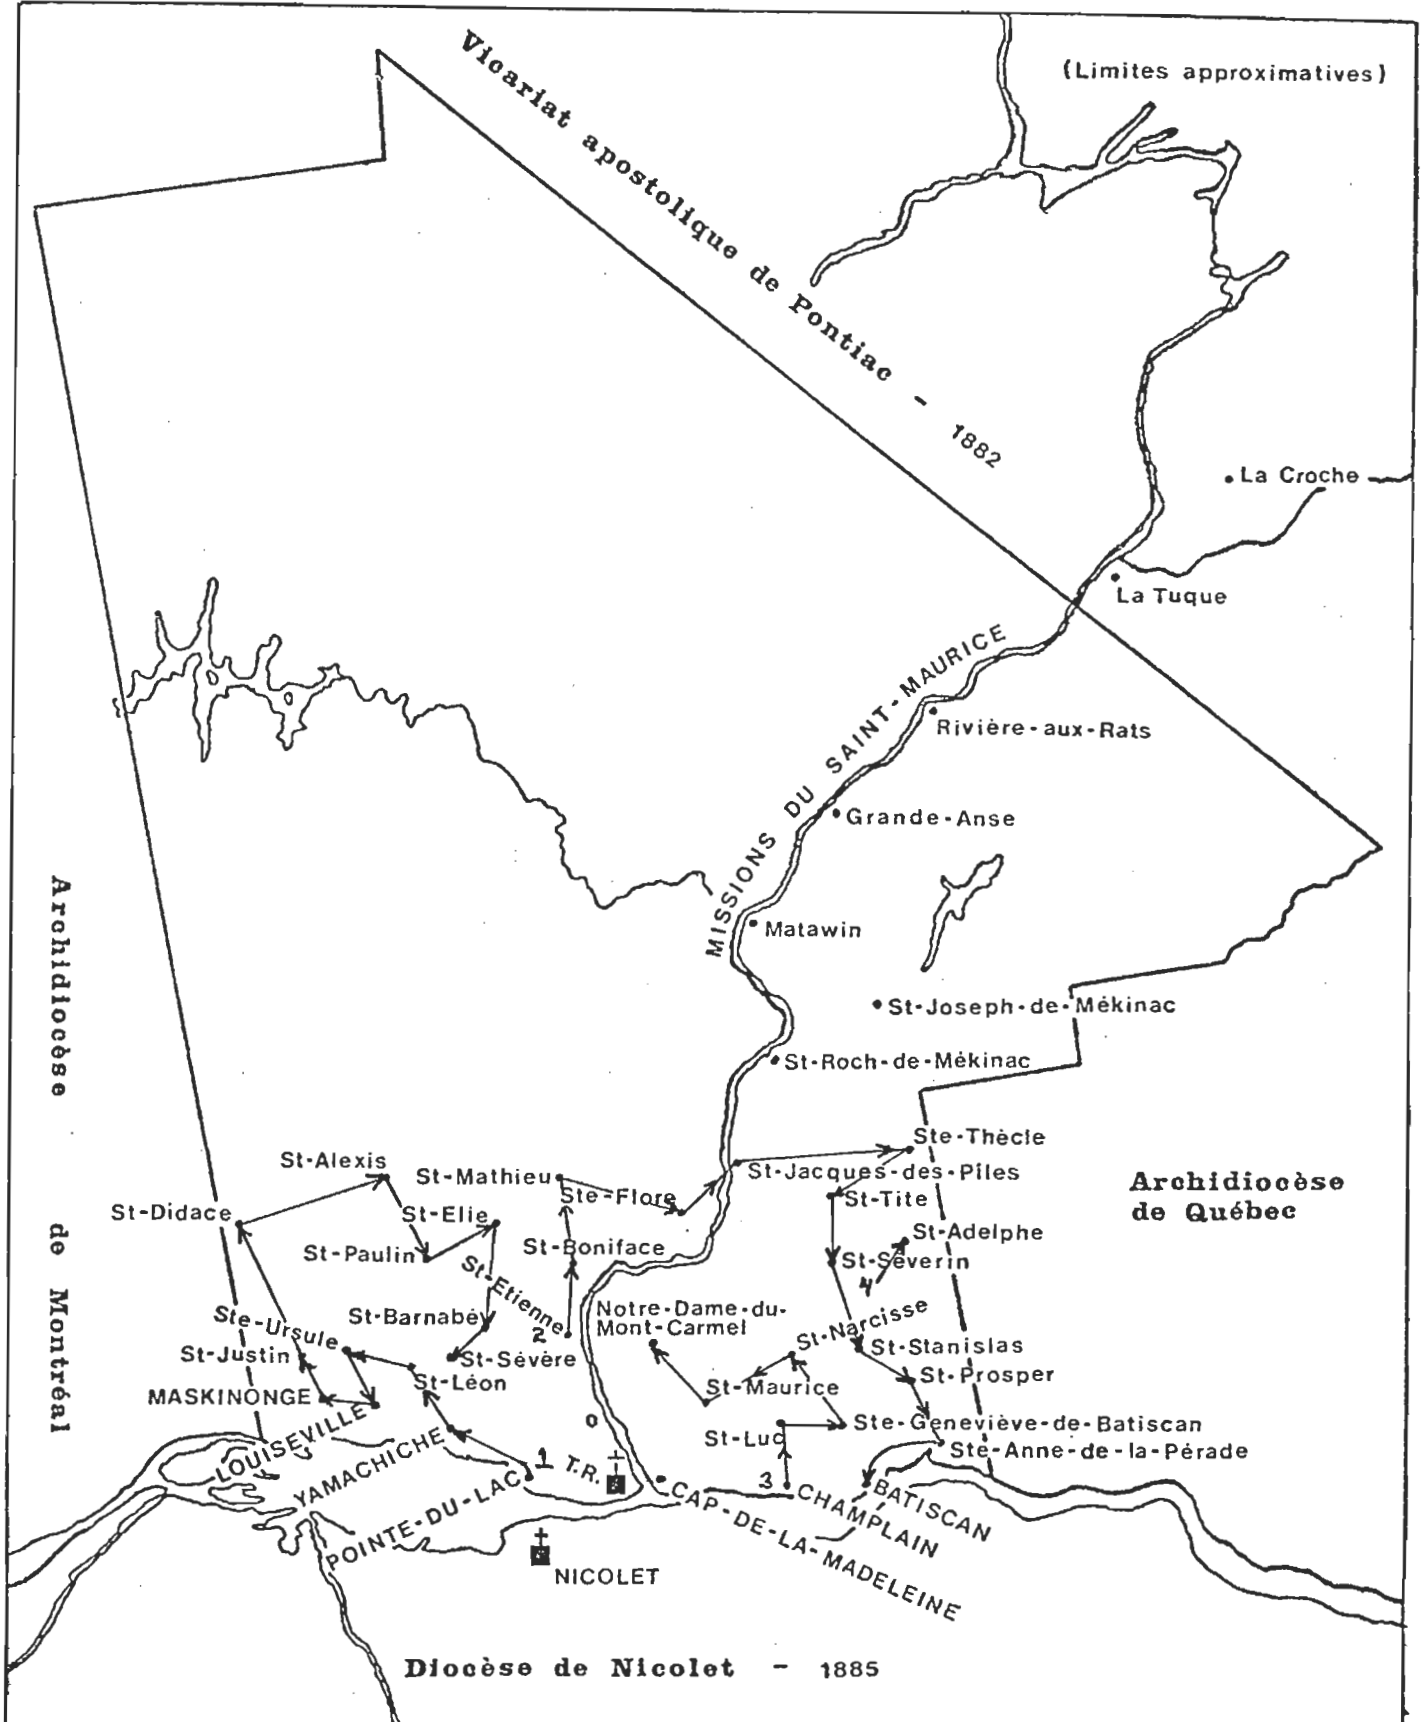 (Limites approximatives)
Vicariat apostolique de Pontiac - 1882
La Croche
La Tuque
MISSIONS DU SAINT-MAURICE
Rivière-aux-Rats
Grande-Anse
Matawin
St-Joseph-de-Mékinac
St-Roch-de-Mékinac
Archidiocèse de Montréal
Archidiocèse
de Québec
Ste-Thècle
St-Alexis
St-Mathieu
St-Jacques-des-Piles
Ste-Flore
St-Tite
St-Didace
St-Elie
St-Adelphe
St-Paulin
St-Boniface
St-Séverin
4
St-Etienne
2
Notre-Dame-du-
Mont-Carmel
St-Narcisse
Ste-Ursule
St-Barnabé
St-Stanislas
St-Justin
St-Sévère
St-Prosper
St-Léon
St-Maurice
MASKINONGE
Ste-Geneviève-de-Batiscan
St-Luc
Ste-Anne-de-la-Pérade
LOUISEVILLE
YAMACHICHE
POINTE-DU-LAC
1
T.R.
0
3
CAP-DE-LA-MADELEINE
CHAMPLAIN
BATISCAN
NICOLET
Diocèse de Nicolet - 1885